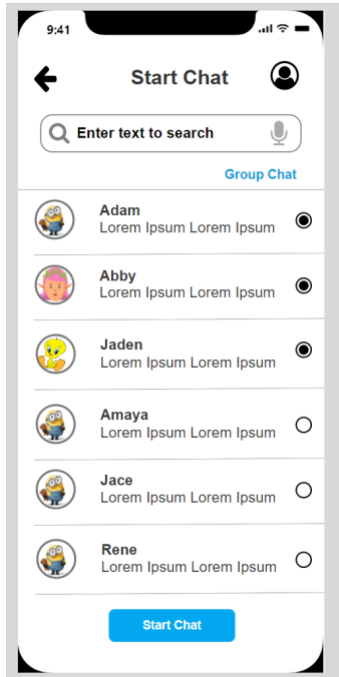 9:41
Start Chat
Enter text to search
Group Chat
Adam
Lorem Ipsum Lorem Ipsum
Abby
Lorem Ipsum Lorem Ipsum
Jaden
Lorem Ipsum Lorem Ipsum
Amaya
Lorem Ipsum Lorem Ipsum
Jace
Lorem Ipsum Lorem Ipsum
Rene
Lorem Ipsum Lorem Ipsum
Start Chat